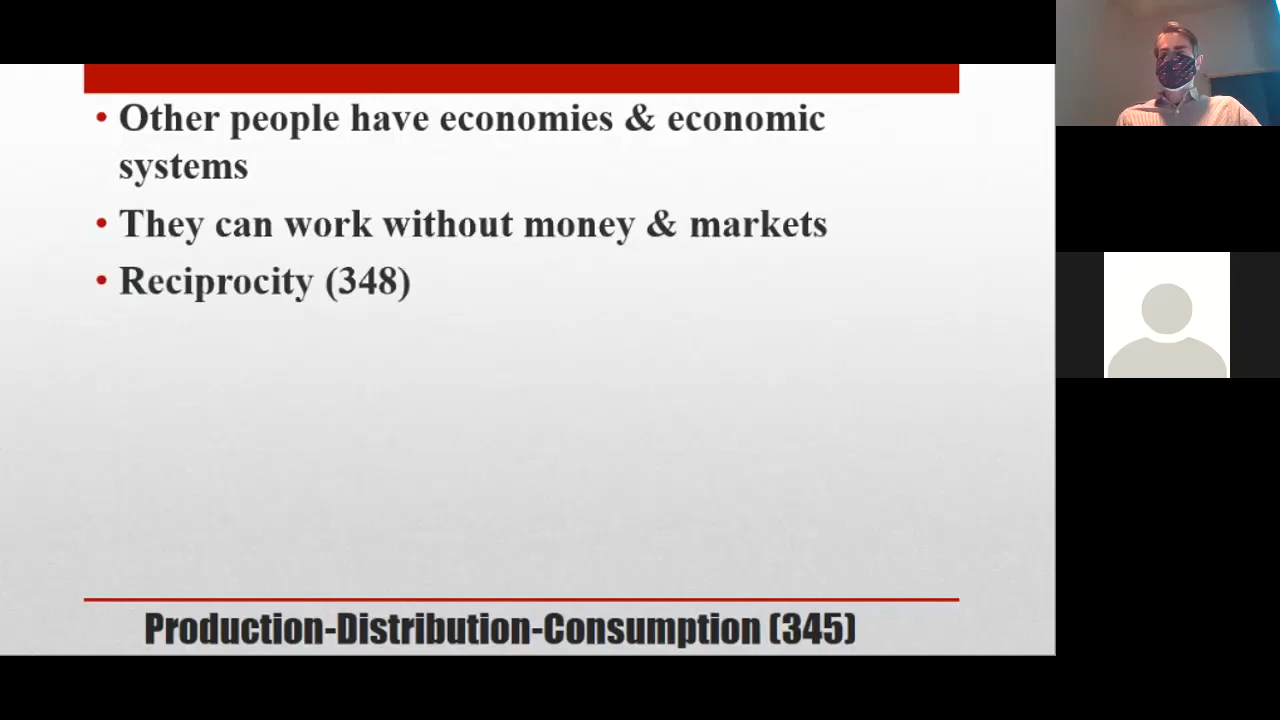 • Other people have economies & economic
systems
• They can work without money & markets
• Reciprocity (348)
Production-Distribution-Consumption (345)